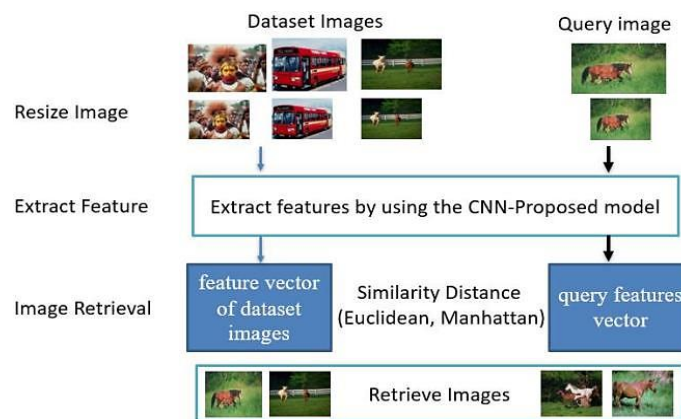 Dataset Images
Query image
Resize Image
Extract Feature
Extract features by using the CNN-Proposed model
Image Retrieval
feature vector
of dataset
images
Similarity Distance
(Euclidean, Manhattan)
query features
vector
Retrieve Images